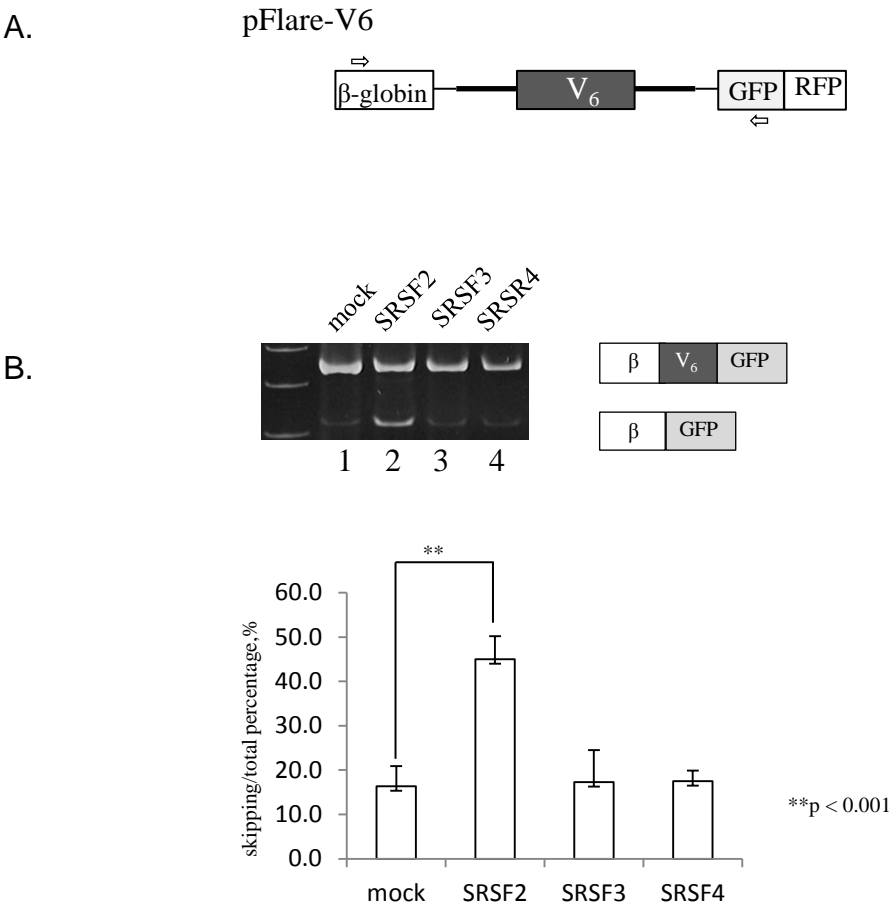 A.
pFlare-V6
β-globin
V6
GFP
RFP
mock
SRSF2
SRSF3
SRSR4
B.
β V6 GFP
β GFP
1 2 3 4
**
60.0
50.0
40.0
30.0
20.0
10.0
0.0
skipping/total percentage,%
**p < 0.001
mock SRSF2 SRSF3 SRSF4